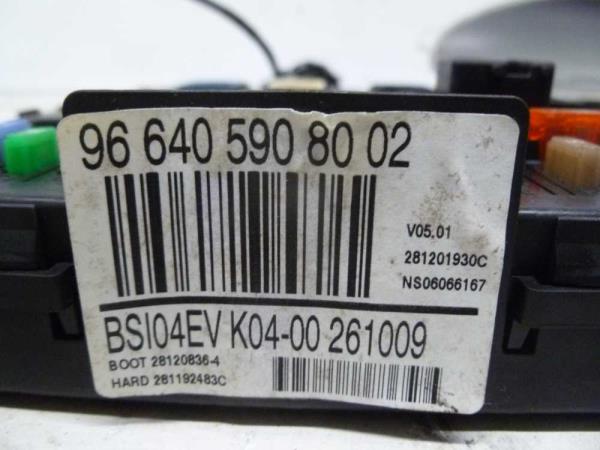 96 640 590 80 02
V05.01
281201930C
NS06066167
BSI04EV K04-00 261009
BOOT 28120836-4
HARD 281192483C